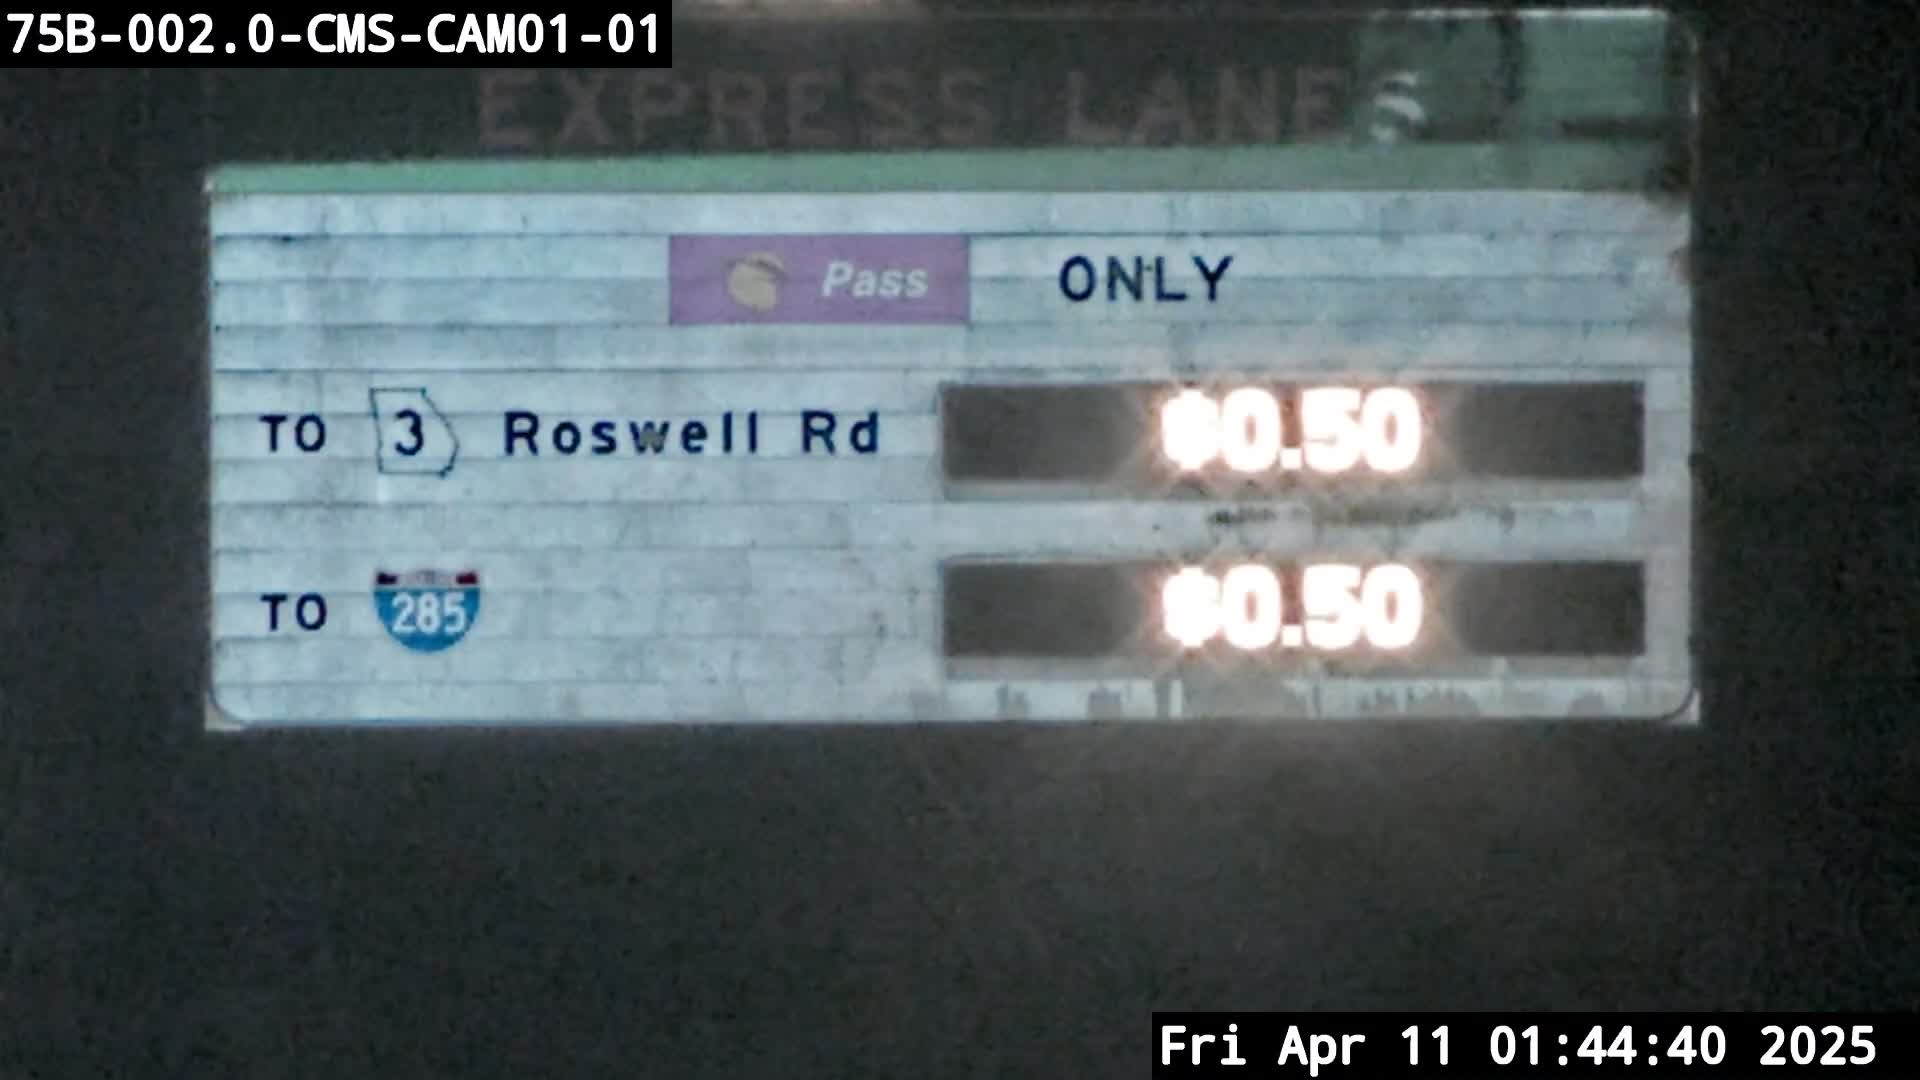 75B-002.0-CMS-CAM01-01
EXPRESS LANES
Pass ONLY
TO 3 Roswell Rd $0.50
TO 285 $0.50
Fri Apr 11 01:44:40 2025